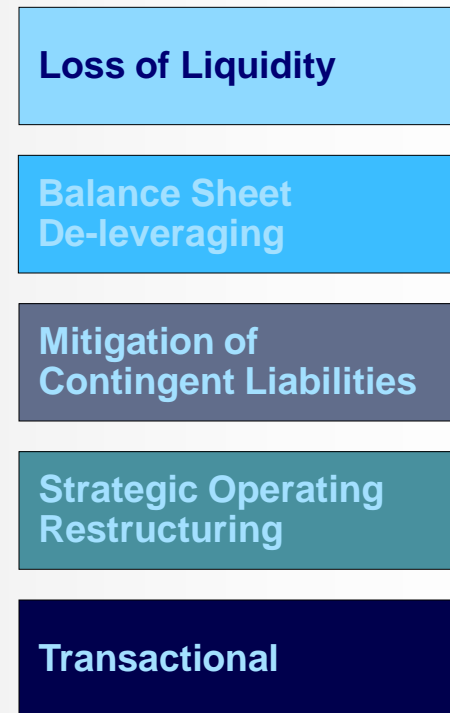 Loss of Liquidity
Balance Sheet
De-leveraging
Mitigation of
Contingent Liabilities
Strategic Operating
Restructuring
Transactional